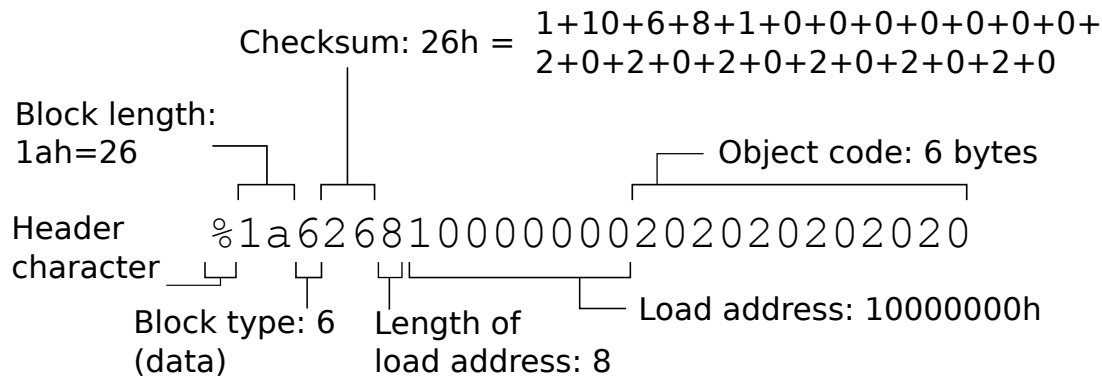 Checksum: 26h = 1+10+6+8+1+0+0+0+0+0+0+0+
2+0+2+0+2+0+2+0+2+0+2+0
Block length:
1ah=26
Object code: 6 bytes
Header
character
%1a626810000000202020202020
Block type: 6
(data)
Length of
load address: 8
Load address: 10000000h